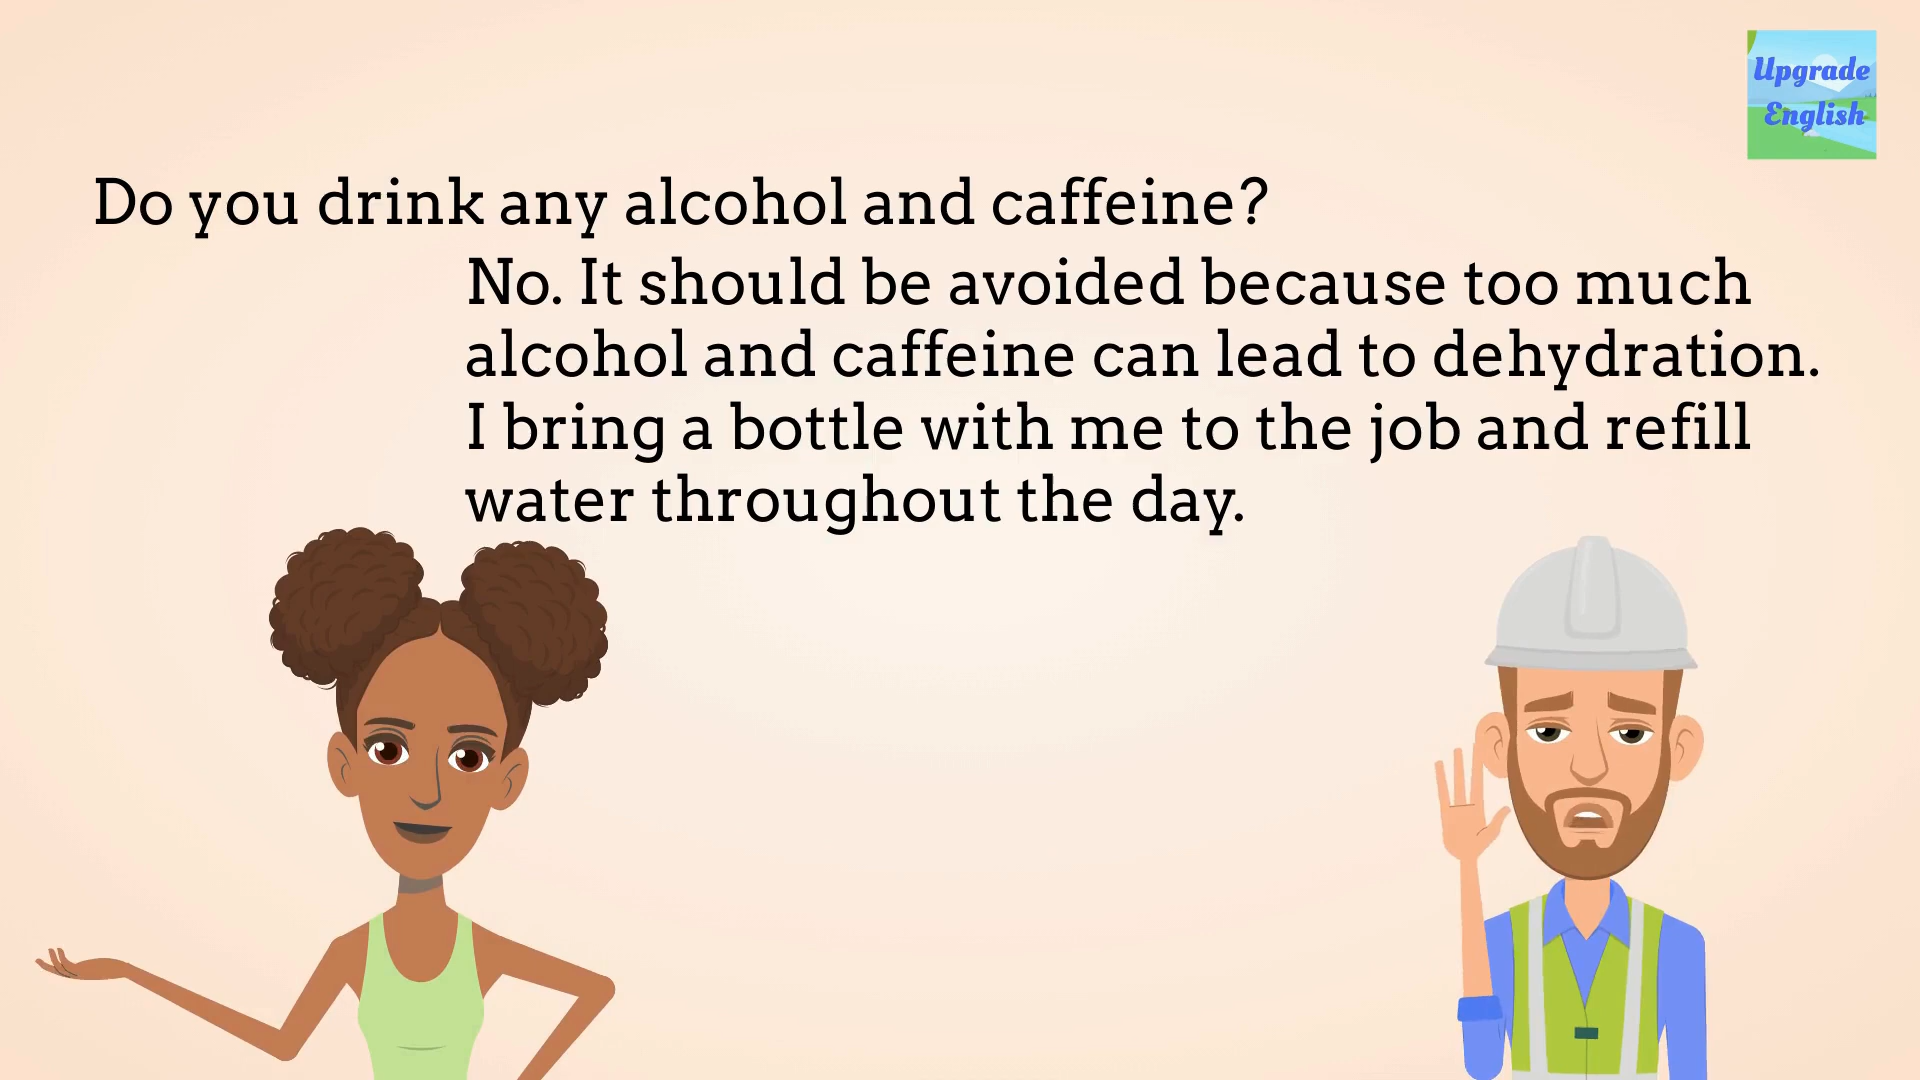 Upgrade
English
Do you drink any alcohol and caffeine?
No. It should be avoided because too much
alcohol and caffeine can lead to dehydration.
I bring a bottle with me to the job and refill
water throughout the day.